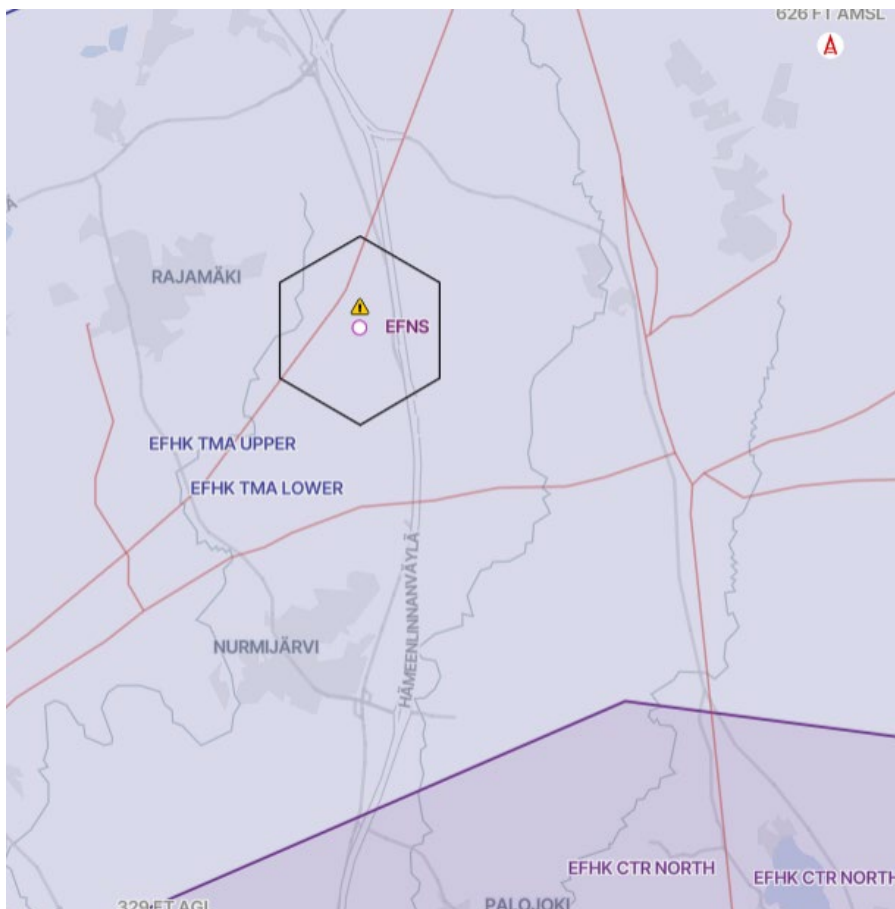 626 FT AMSL
RAJAMÄKI
EFNS
EFHK TMA UPPER
EFHK TMA LOWER
HÄMEENLINNANVÄYLÄ
NURMIJÄRVI
EFHK CTR NORTH
EFHK CTR NORTH
329 FT AGL
PALOJOKI